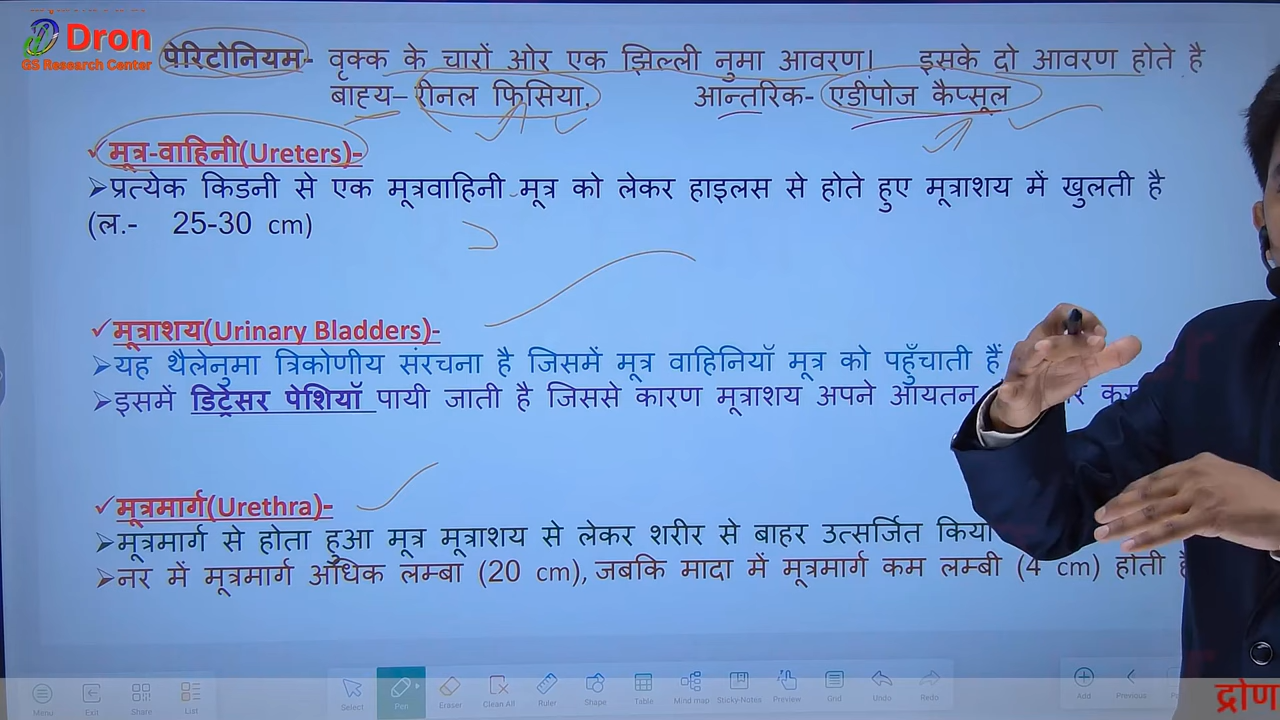 Dron
GS Research Center
पेरिटोनियम- वृक्क के चारों ओर एक झिल्ली नुमा आवरण। इसके दो आवरण होते है
बाह्य– रीनल फिसिया, आन्तरिक- एडीपोज कैप्सूल
✓मूत्र-वाहिनी(Ureters)-
➢प्रत्येक किडनी से एक मूत्रवाहिनी मूत्र को लेकर हाइलस से होते हुए मूत्राशय में खुलती है
(ल.- 25-30 cm)
✓मूत्राशय(Urinary Bladders)-
➢यह थैलेनुमा त्रिकोणीय संरचना है जिसमें मूत्र वाहिनियॉ मूत्र को पहुँचाती हैं
➢इसमें डिट्रेसर पेशियॉ पायी जाती है जिससे कारण मूत्राशय अपने आयतन
✓मूत्रमार्ग(Urethra)-
➢मूत्रमार्ग से होता हुआ मूत्र मूत्राशय से लेकर शरीर से बाहर उत्सर्जित किया
➢नर में मूत्रमार्ग अधिक लम्बा (20 cm), जबकि मादा में मूत्रमार्ग कम लम्बी (4 cm) होती है
Menu Exit Share List Select Pen Eraser Clean All Ruler Shape Table Mind map Sticky-Notes Preview Grid Undo Redo Add Previous
द्रोण